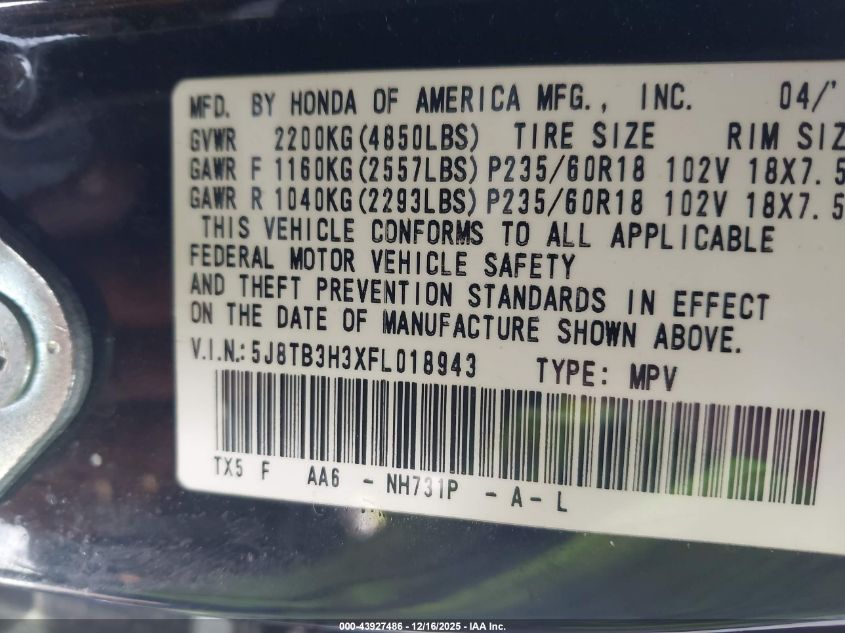 MFD. BY HONDA OF AMERICA MFG., INC. 04/'
GVWR 2200KG(4850LBS) TIRE SIZE RIM SIZ
GAWR F 1160KG(2557LBS) P235/60R18 102V 18X7.5
GAWR R 1040KG(2293LBS) P235/60R18 102V 18X7.5
THIS VEHICLE CONFORMS TO ALL APPLICABLE
FEDERAL MOTOR VEHICLE SAFETY
AND THEFT PREVENTION STANDARDS IN EFFECT
ON THE DATE OF MANUFACTURE SHOWN ABOVE.
V.I.N.: 5J8TB3H3XFL018943 TYPE: MPV
TX5 F AA6 - NH731P - A - L
000-43927486 - 12/16/2025 - IAA Inc.